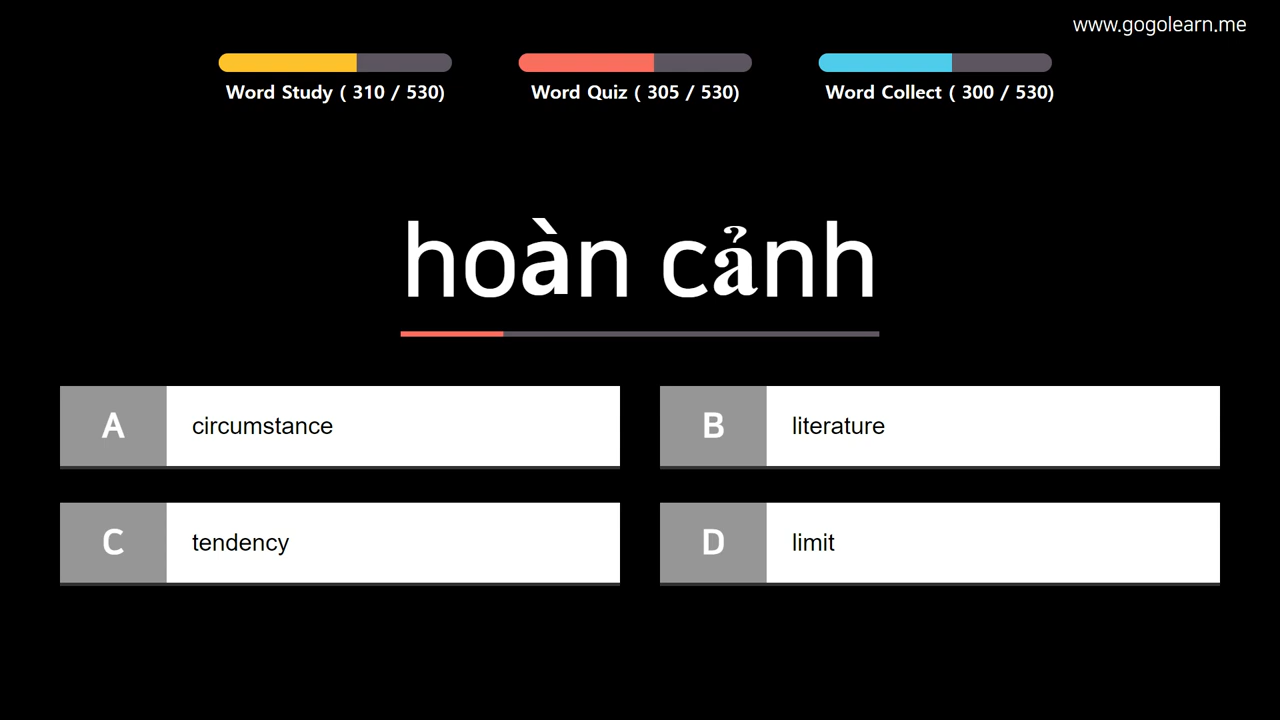 www.gogolearn.me
Word Study ( 310 / 530)
Word Quiz ( 305 / 530)
Word Collect ( 300 / 530)
hoàn cảnh
A circumstance
B literature
C tendency
D limit